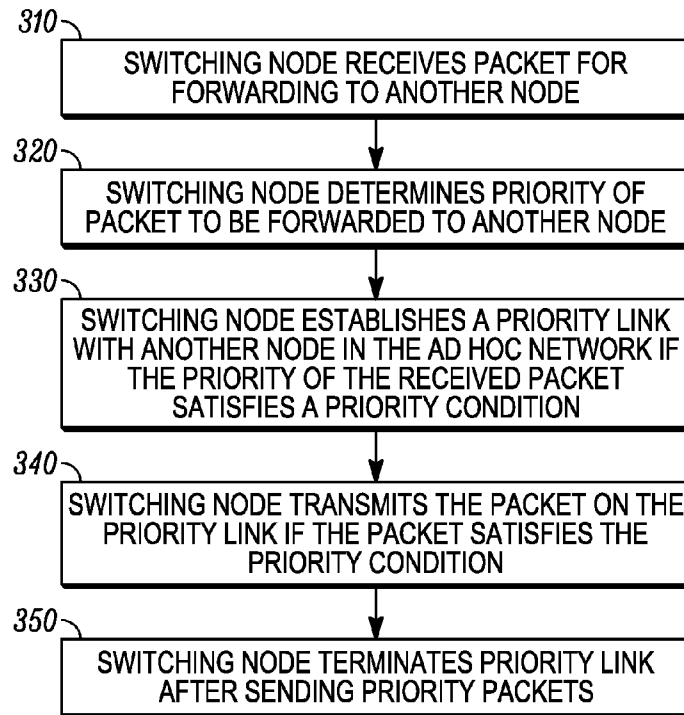 310
SWITCHING NODE RECEIVES PACKET FOR
FORWARDING TO ANOTHER NODE
320
SWITCHING NODE DETERMINES PRIORITY OF
PACKET TO BE FORWARDED TO ANOTHER NODE
330
SWITCHING NODE ESTABLISHES A PRIORITY LINK
WITH ANOTHER NODE IN THE AD HOC NETWORK IF
THE PRIORITY OF THE RECEIVED PACKET
SATISFIES A PRIORITY CONDITION
340
SWITCHING NODE TRANSMITS THE PACKET ON THE
PRIORITY LINK IF THE PACKET SATISFIES THE
PRIORITY CONDITION
350
SWITCHING NODE TERMINATES PRIORITY LINK
AFTER SENDING PRIORITY PACKETS